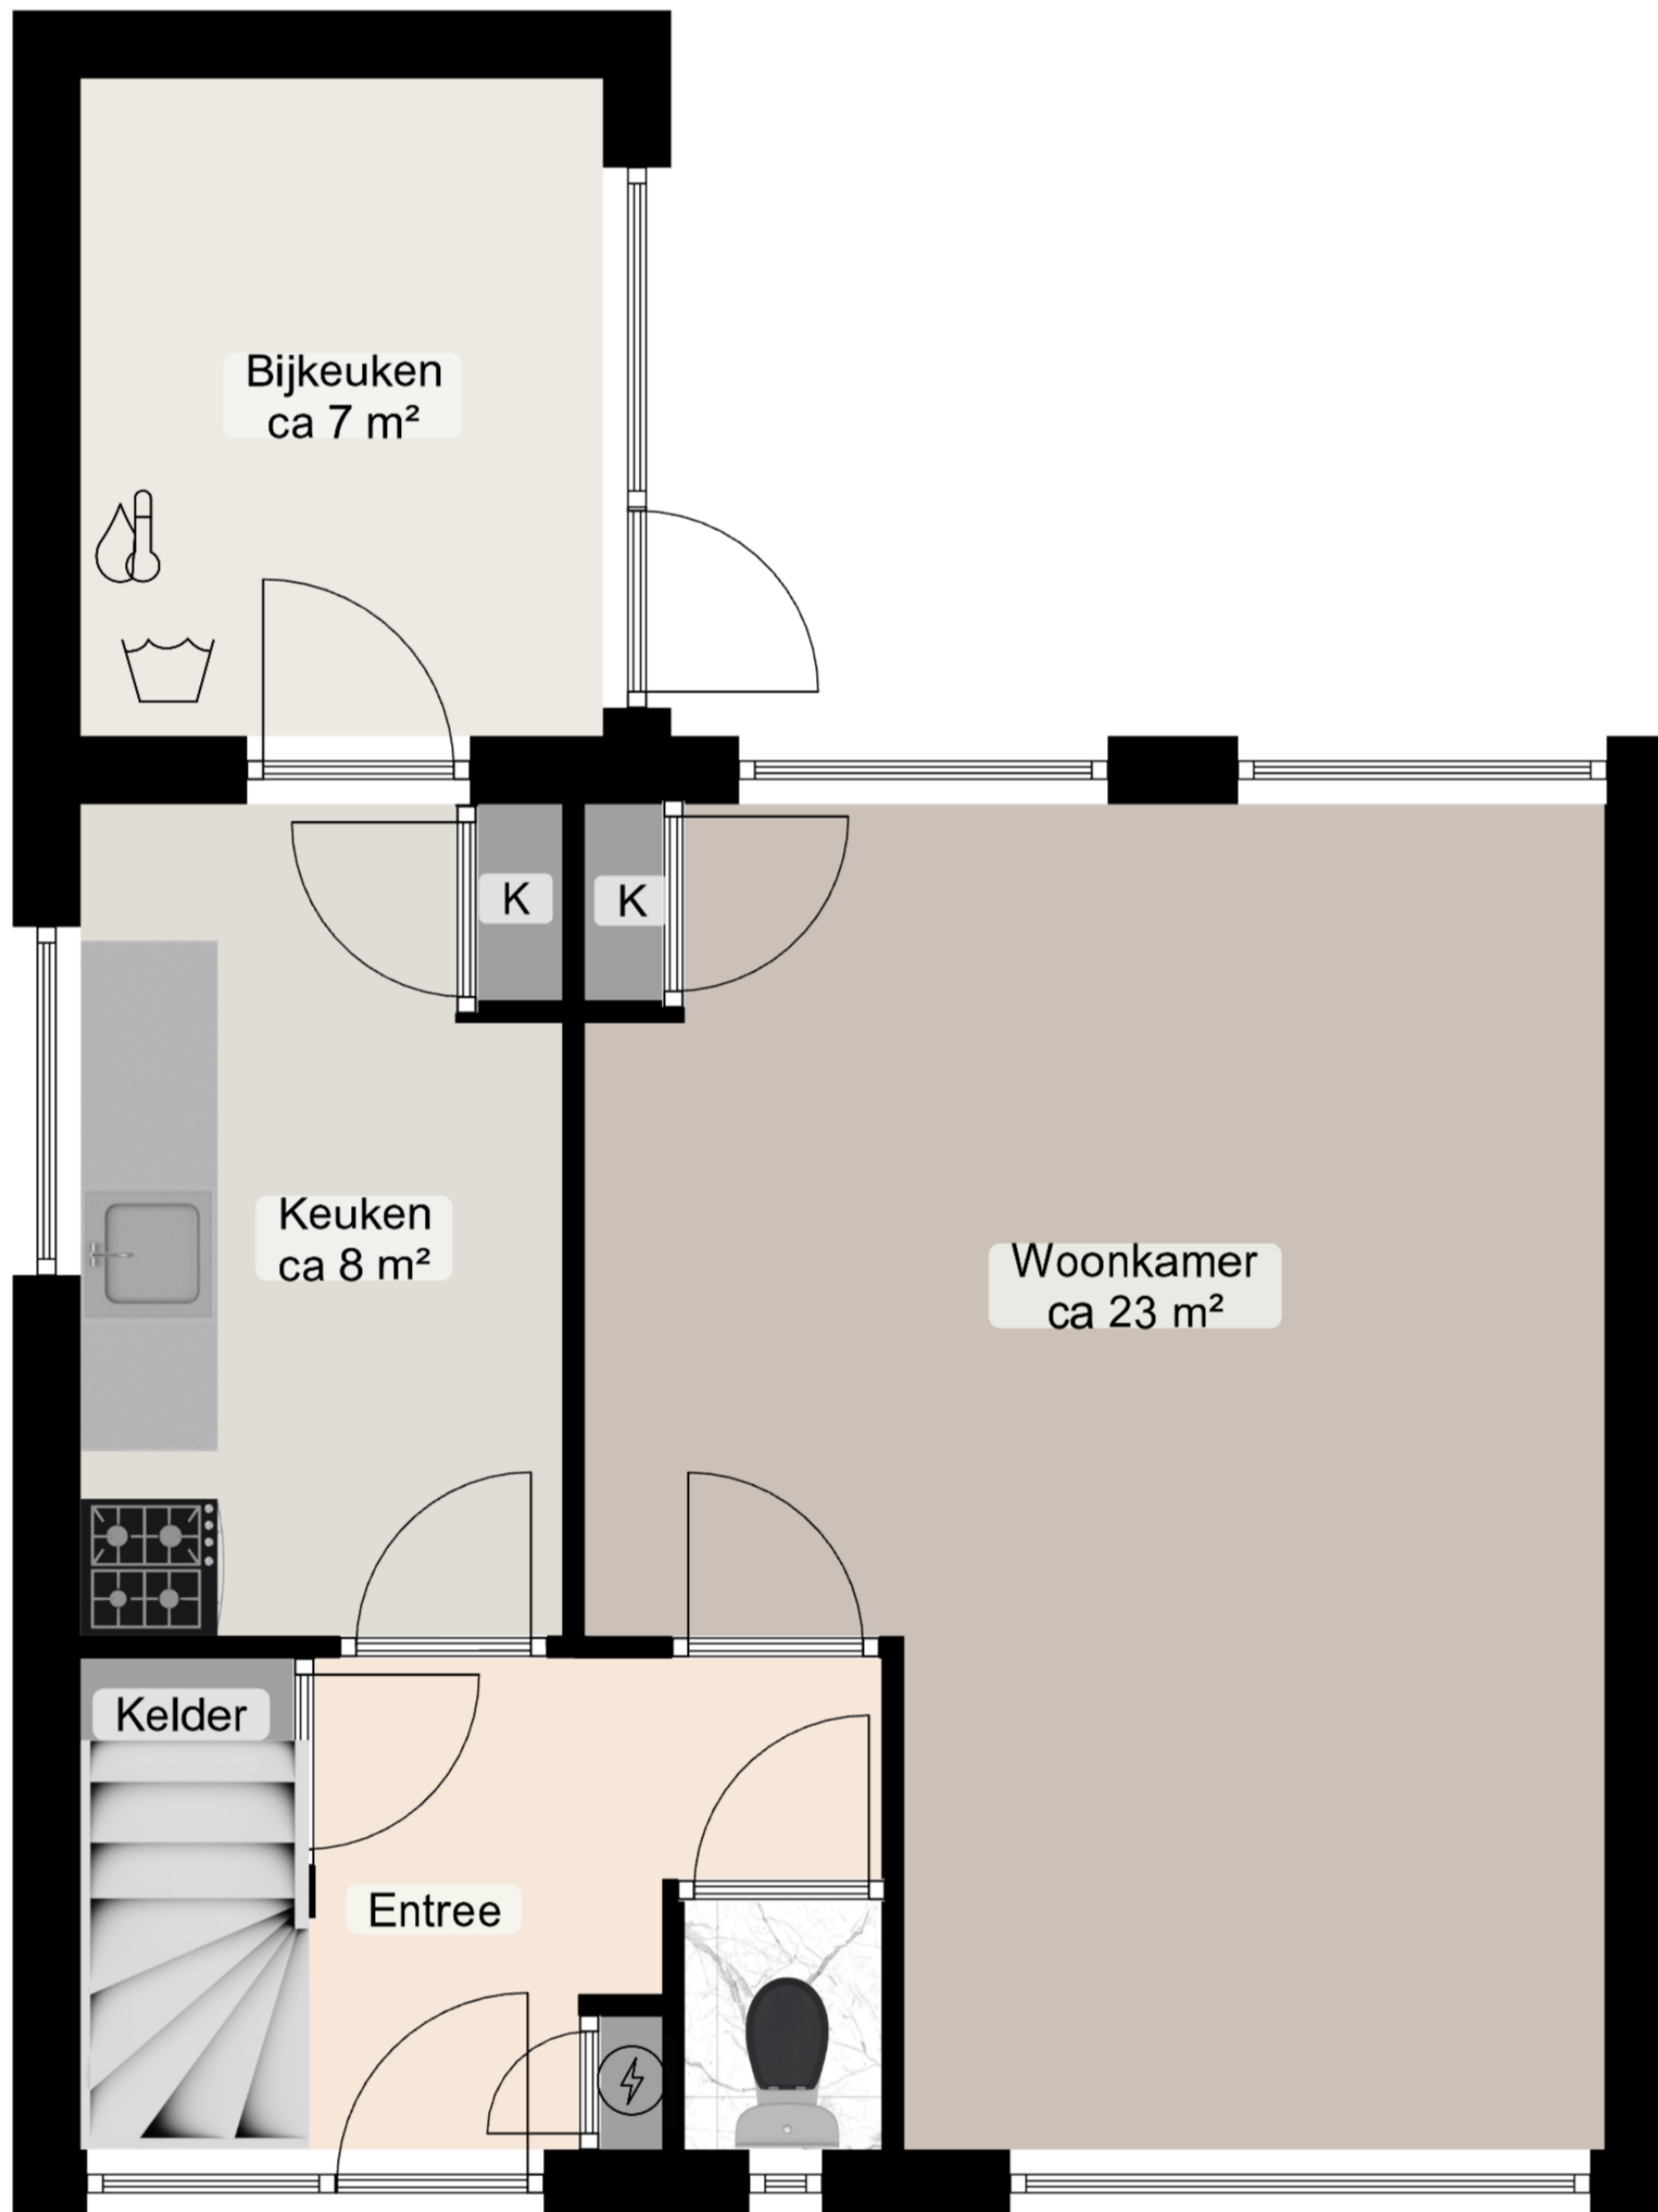 Bijkeuken
ca 7 m²
K
K
Keuken
ca 8 m²
Woonkamer
ca 23 m²
Kelder
Entree